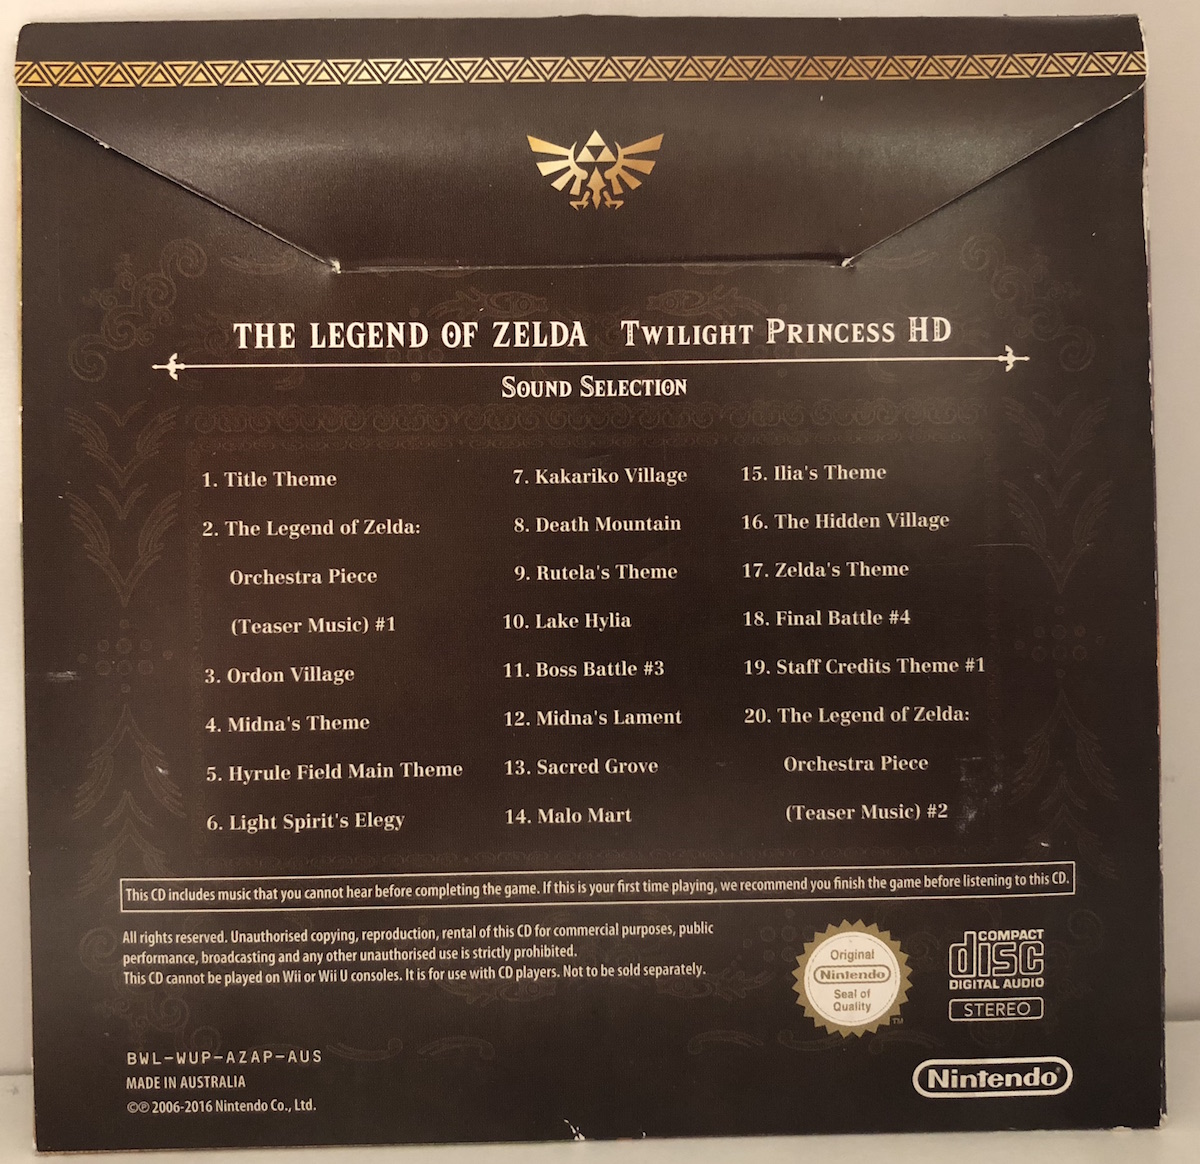 THE LEGEND OF ZELDA TWILIGHT PRINCESS HD
SOUND SELECTION
1. Title Theme
2. The Legend of Zelda:
Orchestra Piece
(Teaser Music) #1
3. Ordon Village
4. Midna's Theme
5. Hyrule Field Main Theme
6. Light Spirit's Elegy
7. Kakariko Village
8. Death Mountain
9. Rutela's Theme
10. Lake Hylia
11. Boss Battle #3
12. Midna's Lament
13. Sacred Grove
14. Malo Mart
15. Ilia's Theme
16. The Hidden Village
17. Zelda's Theme
18. Final Battle #4
19. Staff Credits Theme #1
20. The Legend of Zelda:
Orchestra Piece
(Teaser Music) #2
This CD includes music that you cannot hear before completing the game. If this is your first time playing, we recommend you finish the game before listening to this CD.
All rights reserved. Unauthorised copying, reproduction, rental of this CD for commercial purposes, public
performance, broadcasting and any other unauthorised use is strictly prohibited.
This CD cannot be played on Wii or Wii U consoles. It is for use with CD players. Not to be sold separately.
Original
Nintendo
Seal of
Quality
TM
COMPACT
disc
DIGITAL AUDIO
STEREO
BWL-WUP-AZAP-AUS
MADE IN AUSTRALIA
©℗ 2006-2016 Nintendo Co., Ltd.
Nintendo®